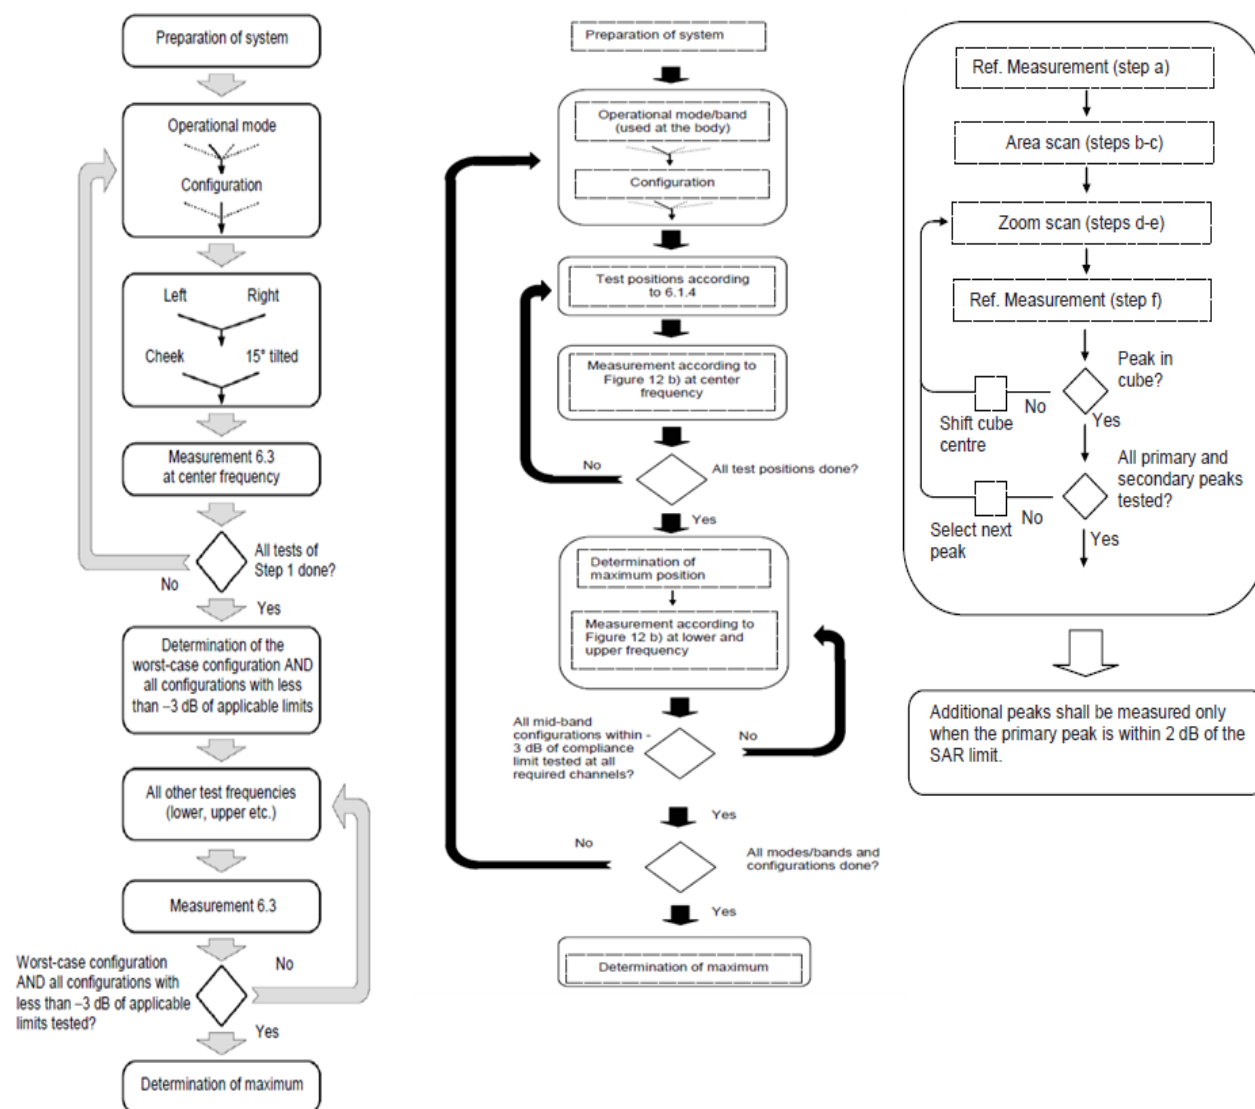 Preparation of system
Operational mode
Configuration
Left
Right
Cheek
15° tilted
Measurement 6.3
at center frequency
All tests of
Step 1 done?
No
Yes
Determination of the
worst-case configuration AND
all configurations with less
than –3 dB of applicable limits
All other test frequencies
(lower, upper etc.)
Measurement 6.3
Worst-case configuration
AND all configurations with
less than –3 dB of applicable
limits tested?
No
Yes
Determination of maximum
Preparation of system
Operational mode/band
(used at the body)
Configuration
Test positions according
to 6.1.4
Measurement according to
Figure 12 b) at center
frequency
No
All test positions done?
Yes
Determination of
maximum position
Measurement according to
Figure 12 b) at lower and
upper frequency
All mid-band
configurations within -
3 dB of compliance
limit tested at all
required channels?
No
Yes
No
All modes/bands and
configurations done?
Yes
Determination of maximum
Ref. Measurement (step a)
Area scan (steps b-c)
Zoom scan (steps d-e)
Ref. Measurement (step f)
Peak in
cube?
No
Shift cube
centre
Yes
All primary and
secondary peaks
tested?
No
Select next
peak
Yes
Additional peaks shall be measured only
when the primary peak is within 2 dB of the
SAR limit.